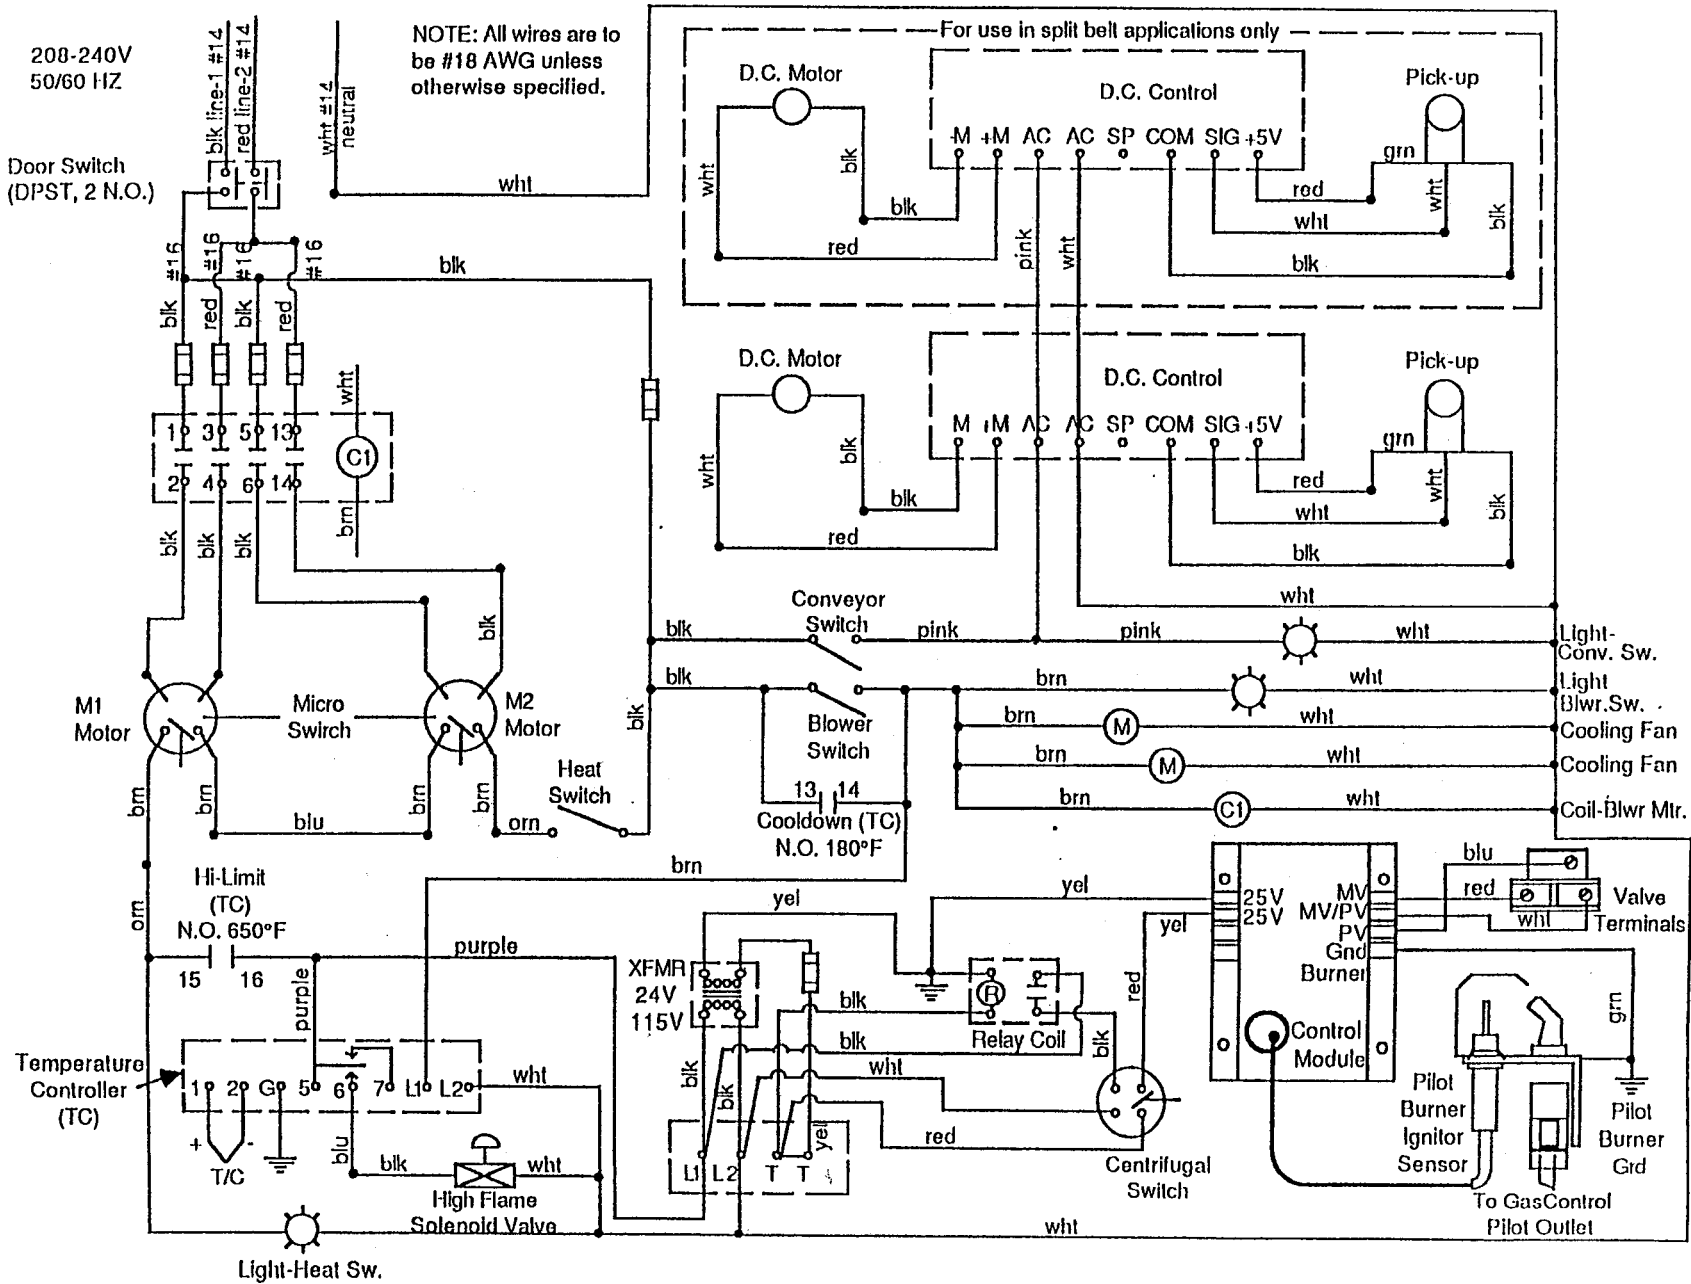 208-240V
50/60 HZ
blk line-1 #14
red line-2 #14
wht #14
neutral
NOTE: All wires are to
be #18 AWG unless
otherwise specified.
For use in split belt applications only
Door Switch
(DPST, 2 N.O.)
wht
D.C. Motor
D.C. Control
Pick-up
-M +M AC AC SP COM SIG +5V
wht
blk
blk
red
pink
wht
grn
red
wht
wht
blk
blk
#16
#16
#16
#16
blk
blk
red
blk
red
wht
1 3 5 13
C1
2 4 6 14
brn
blk
blk
blk
blk
D.C. Motor
D.C. Control
Pick-up
M +M AC AC SP COM SIG +5V
wht
blk
blk
red
grn
red
wht
wht
blk
blk
wht
Conveyor
Switch
blk
pink
pink
wht
Light-
Conv. Sw.
blk
Blower
Switch
brn
wht
Light
Blwr.Sw.
brn
M
wht
Cooling Fan
brn
M
wht
Cooling Fan
brn
C1
wht
Coil-Blwr Mtr.
13 14
Cooldown (TC)
N.O. 180°F
M1
Motor
Micro
Swirch
M2
Motor
blk
Heat
Switch
brn
brn
brn
brn
blu
orn
brn
Hi-Limit
(TC)
N.O. 650°F
orn
15 16
purple
purple
yel
yel
yel
XFMR
24V
115V
R
Relay Coil
blk
blk
wht
red
blk
red
blk
blk
yel
L1 L2 T T
Centrifugal
Switch
Temperature
Controller
(TC)
1 2 G 5 6 7 L1 L2
+ -
T/C
wht
blu
blk
wht
High Flame
Solenoid Valve
Light-Heat Sw.
wht
25V
25V
MV
MV/PV
PV
Gnd
Burner
Control
Module
blu
red
wht
Valve
Terminals
grn
Pilot
Burner
Ignitor
Sensor
Pilot
Burner
Grd
To GasControl
Pilot Outlet